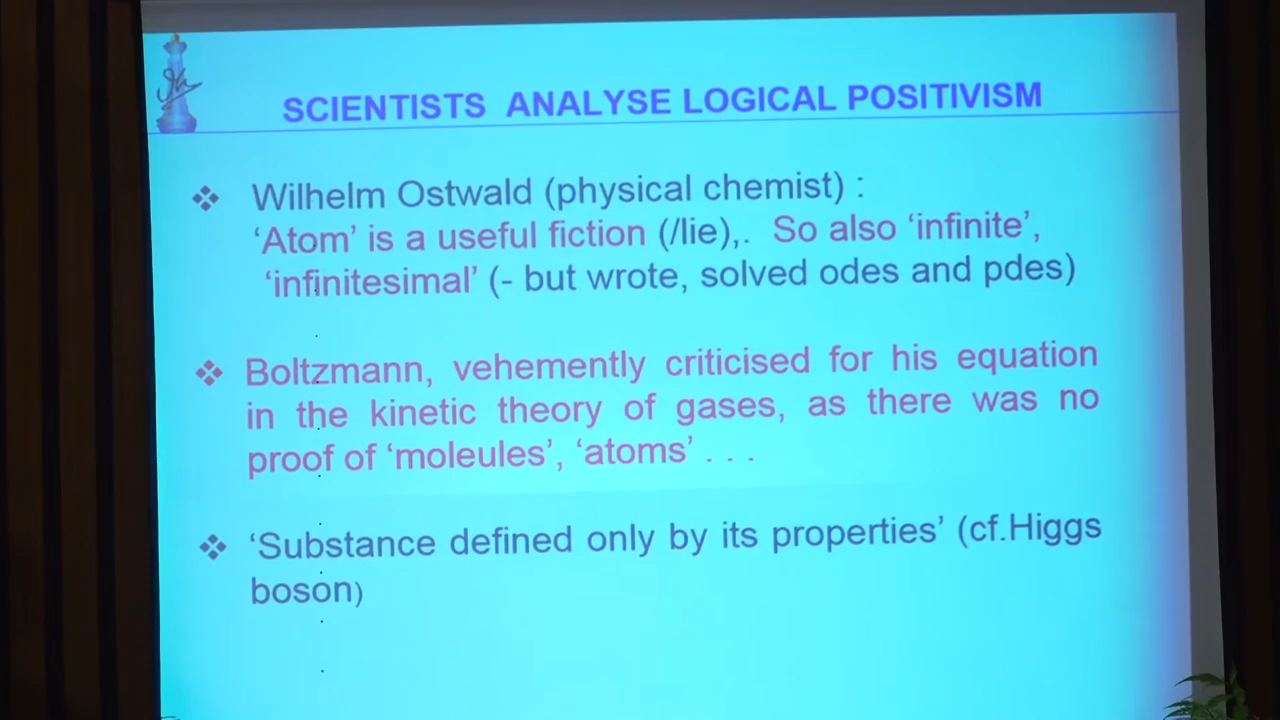 SCIENTISTS ANALYSE LOGICAL POSITIVISM
❖ Wilhelm Ostwald (physical chemist) :
‘Atom’ is a useful fiction (/lie),. So also ‘infinite’,
‘infinitesimal’ (- but wrote, solved odes and pdes)
❖ Boltzmann, vehemently criticised for his equation
in the kinetic theory of gases, as there was no
proof of ‘moleules’, ‘atoms’ . . .
❖ ‘Substance defined only by its properties’ (cf.Higgs
boson)